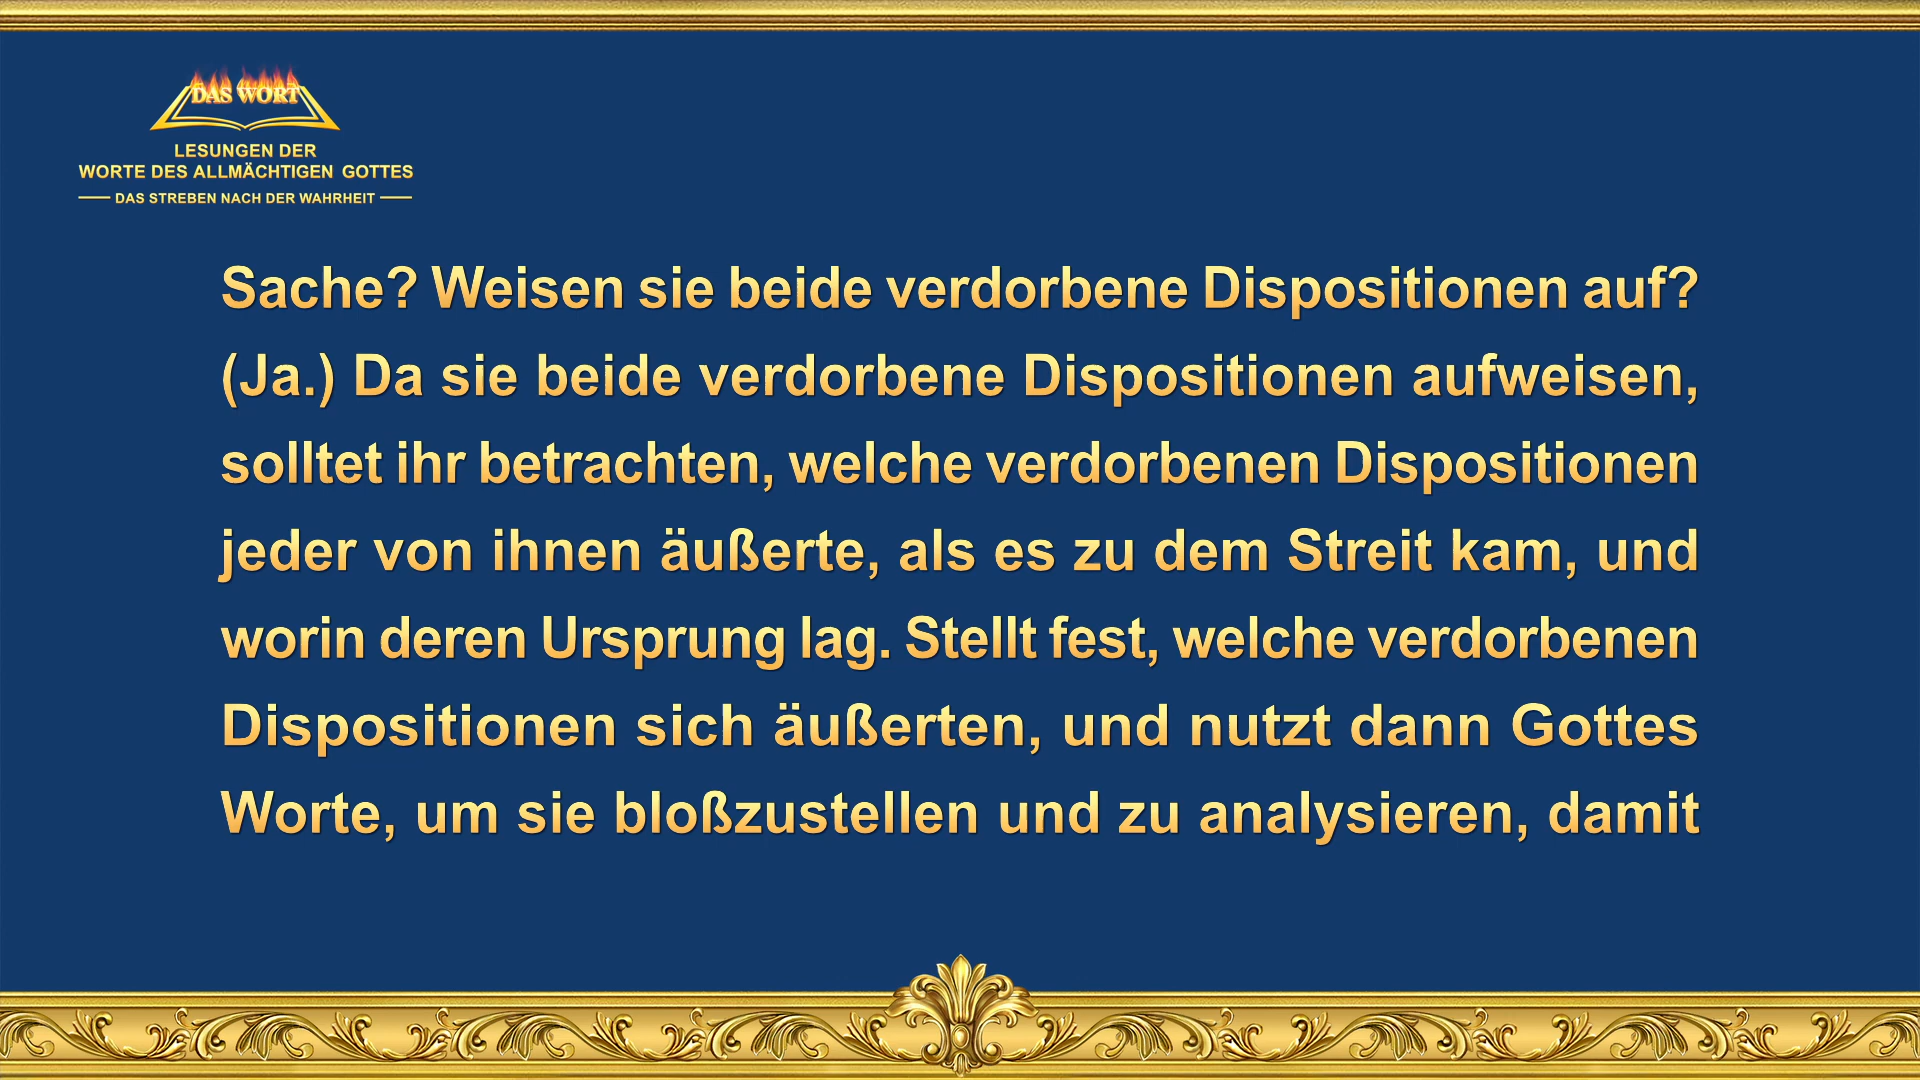 DAS WORT
LESUNGEN DER
WORTE DES ALLMÄCHTIGEN GOTTES
DAS STREBEN NACH DER WAHRHEIT
Sache? Weisen sie beide verdorbene Dispositionen auf?
(Ja.) Da sie beide verdorbene Dispositionen aufweisen,
solltet ihr betrachten, welche verdorbenen Dispositionen
jeder von ihnen äußerte, als es zu dem Streit kam, und
worin deren Ursprung lag. Stellt fest, welche verdorbenen
Dispositionen sich äußerten, und nutzt dann Gottes
Worte, um sie bloßzustellen und zu analysieren, damit